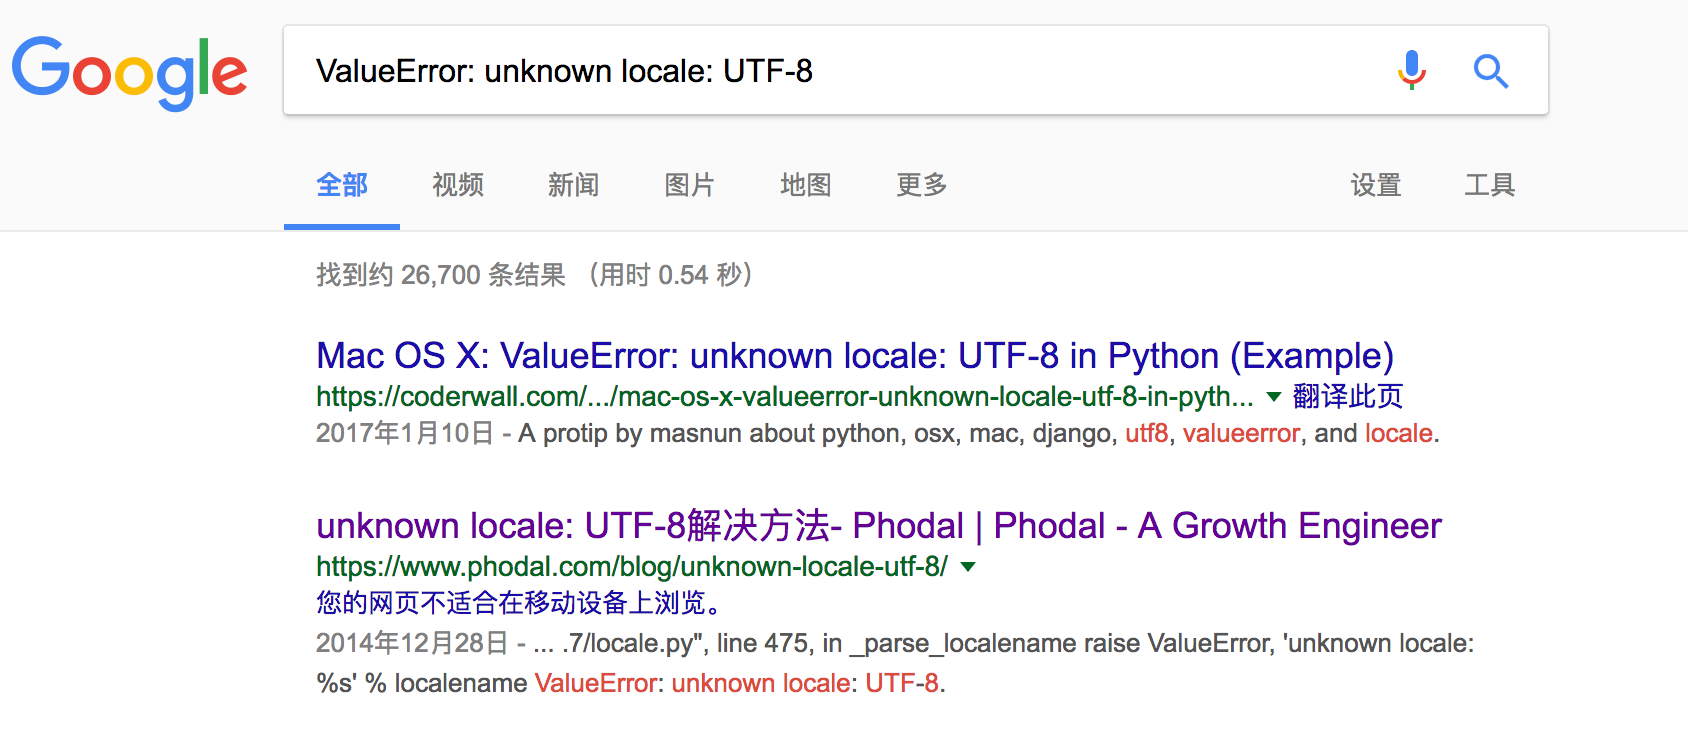 Google
ValueError: unknown locale: UTF-8
全部 视频 新闻 图片 地图 更多 设置 工具
找到约 26,700 条结果 （用时 0.54 秒）
Mac OS X: ValueError: unknown locale: UTF-8 in Python (Example)
https://coderwall.com/.../mac-os-x-valueerror-unknown-locale-utf-8-in-pyth... 翻译此页
2017年1月10日 - A protip by masnun about python, osx, mac, django, utf8, valueerror, and locale.
unknown locale: UTF-8解决方法- Phodal | Phodal - A Growth Engineer
https://www.phodal.com/blog/unknown-locale-utf-8/
您的网页不适合在移动设备上浏览。
2014年12月28日 - ... .7/locale.py", line 475, in _parse_localename raise ValueError, 'unknown locale:
%s' % localename ValueError: unknown locale: UTF-8.